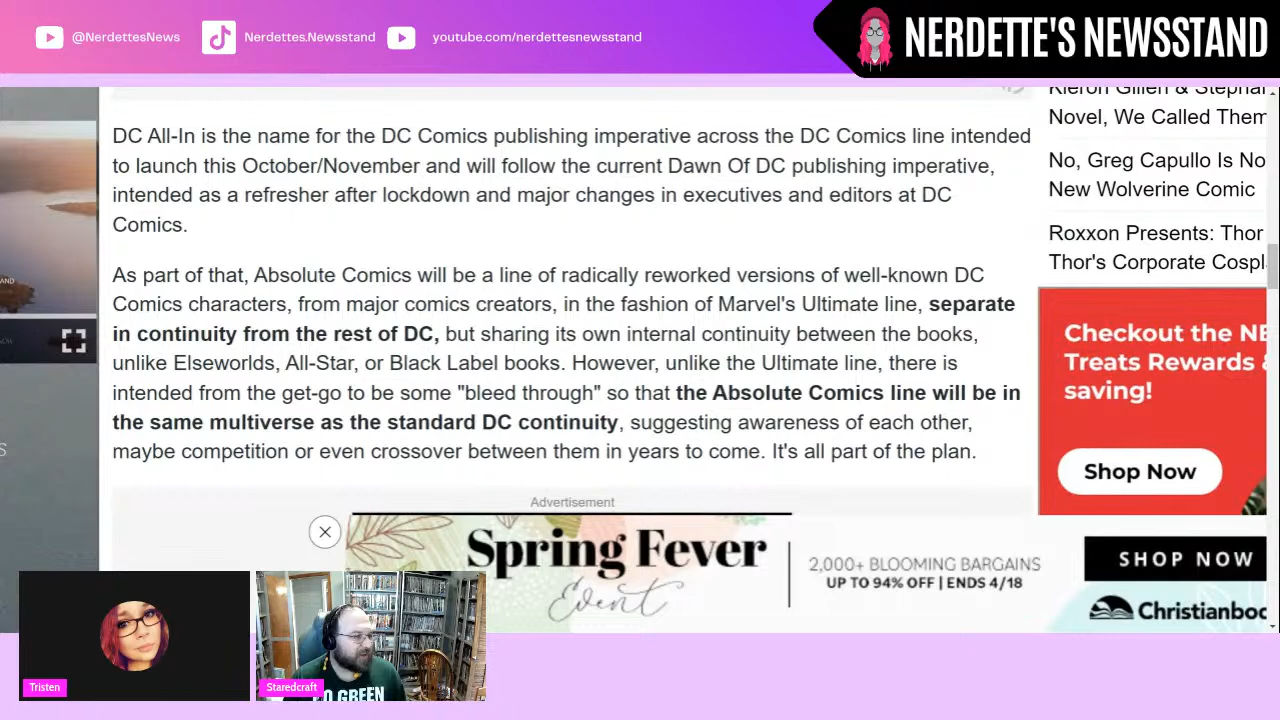 @NerdettesNews
Nerdettes.Newsstand
youtube.com/nerdettesnewsstand
NERDETTE'S NEWSSTAND
DC All-In is the name for the DC Comics publishing imperative across the DC Comics line intended
to launch this October/November and will follow the current Dawn Of DC publishing imperative,
intended as a refresher after lockdown and major changes in executives and editors at DC
Comics.
As part of that, Absolute Comics will be a line of radically reworked versions of well-known DC
Comics characters, from major comics creators, in the fashion of Marvel's Ultimate line, separate
in continuity from the rest of DC, but sharing its own internal continuity between the books,
unlike Elseworlds, All-Star, or Black Label books. However, unlike the Ultimate line, there is
intended from the get-go to be some "bleed through" so that the Absolute Comics line will be in
the same multiverse as the standard DC continuity, suggesting awareness of each other,
maybe competition or even crossover between them in years to come. It's all part of the plan.
Kieron Gillen & Stephan
Novel, We Called Them
No, Greg Capullo Is No
New Wolverine Comic
Roxxon Presents: Thor
Thor's Corporate Cospl
Checkout the NE
Treats Rewards &
saving!
Shop Now
Advertisement
Spring Fever
Event
2,000+ BLOOMING BARGAINS
UP TO 94% OFF | ENDS 4/18
SHOP NOW
Christianboo
Tristen
Staredcraft
GREEN